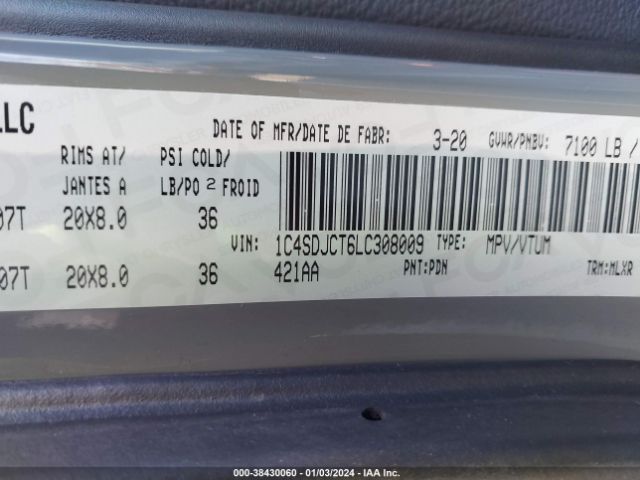 LLC
DATE OF MFR/DATE DE FABR: 3-20 GVWR/PNBV: 7100 LB /
RIMS AT/ PSI COLD/
JANTES A LB/PO 2 FROID
07T 20X8.0 36
VIN: 1C4SDJCT6LC308009 TYPE: MPV/VTUM
07T 20X8.0 36 421AA PNT:PDN TRM:MLXR
000-38430060 - 01/03/2024 - IAA Inc.